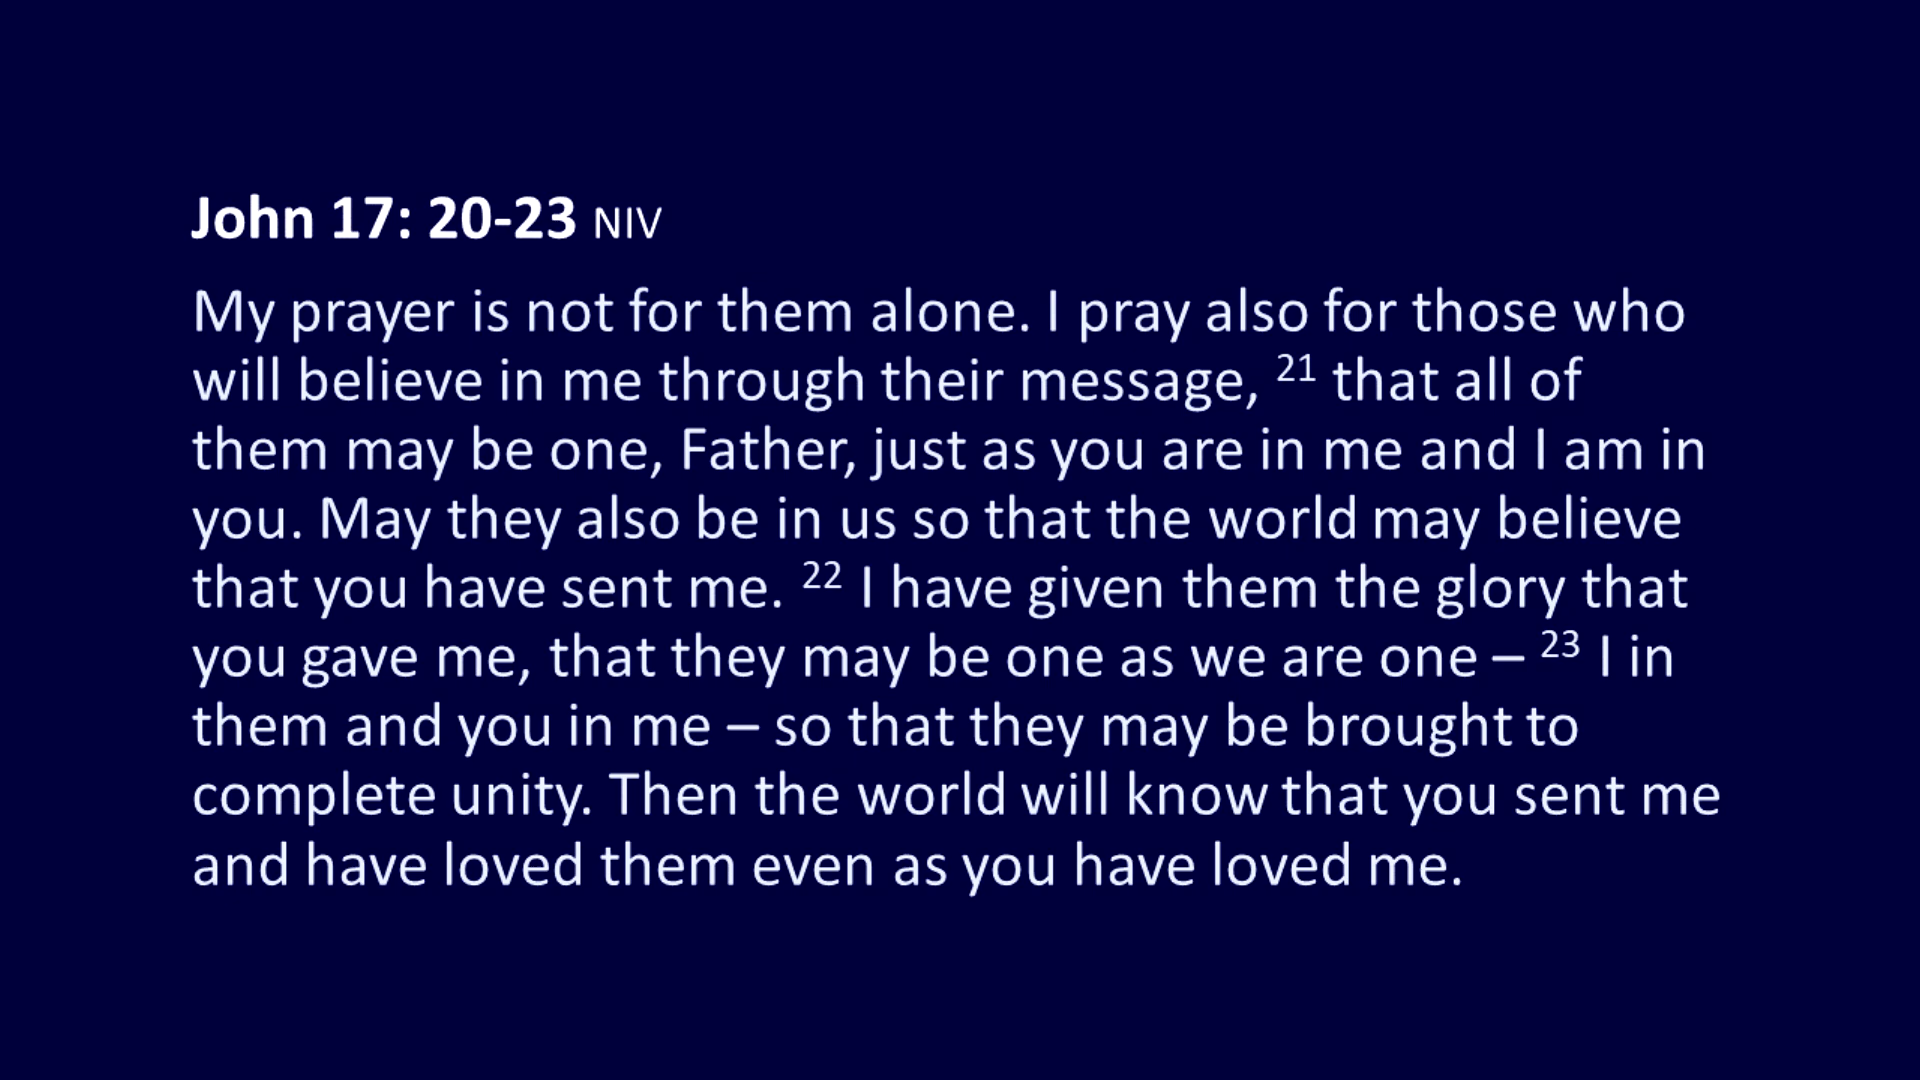 John 17: 20-23 NIV
My prayer is not for them alone. I pray also for those who
will believe in me through their message, 21 that all of
them may be one, Father, just as you are in me and I am in
you. May they also be in us so that the world may believe
that you have sent me. 22 I have given them the glory that
you gave me, that they may be one as we are one – 23 I in
them and you in me – so that they may be brought to
complete unity. Then the world will know that you sent me
and have loved them even as you have loved me.